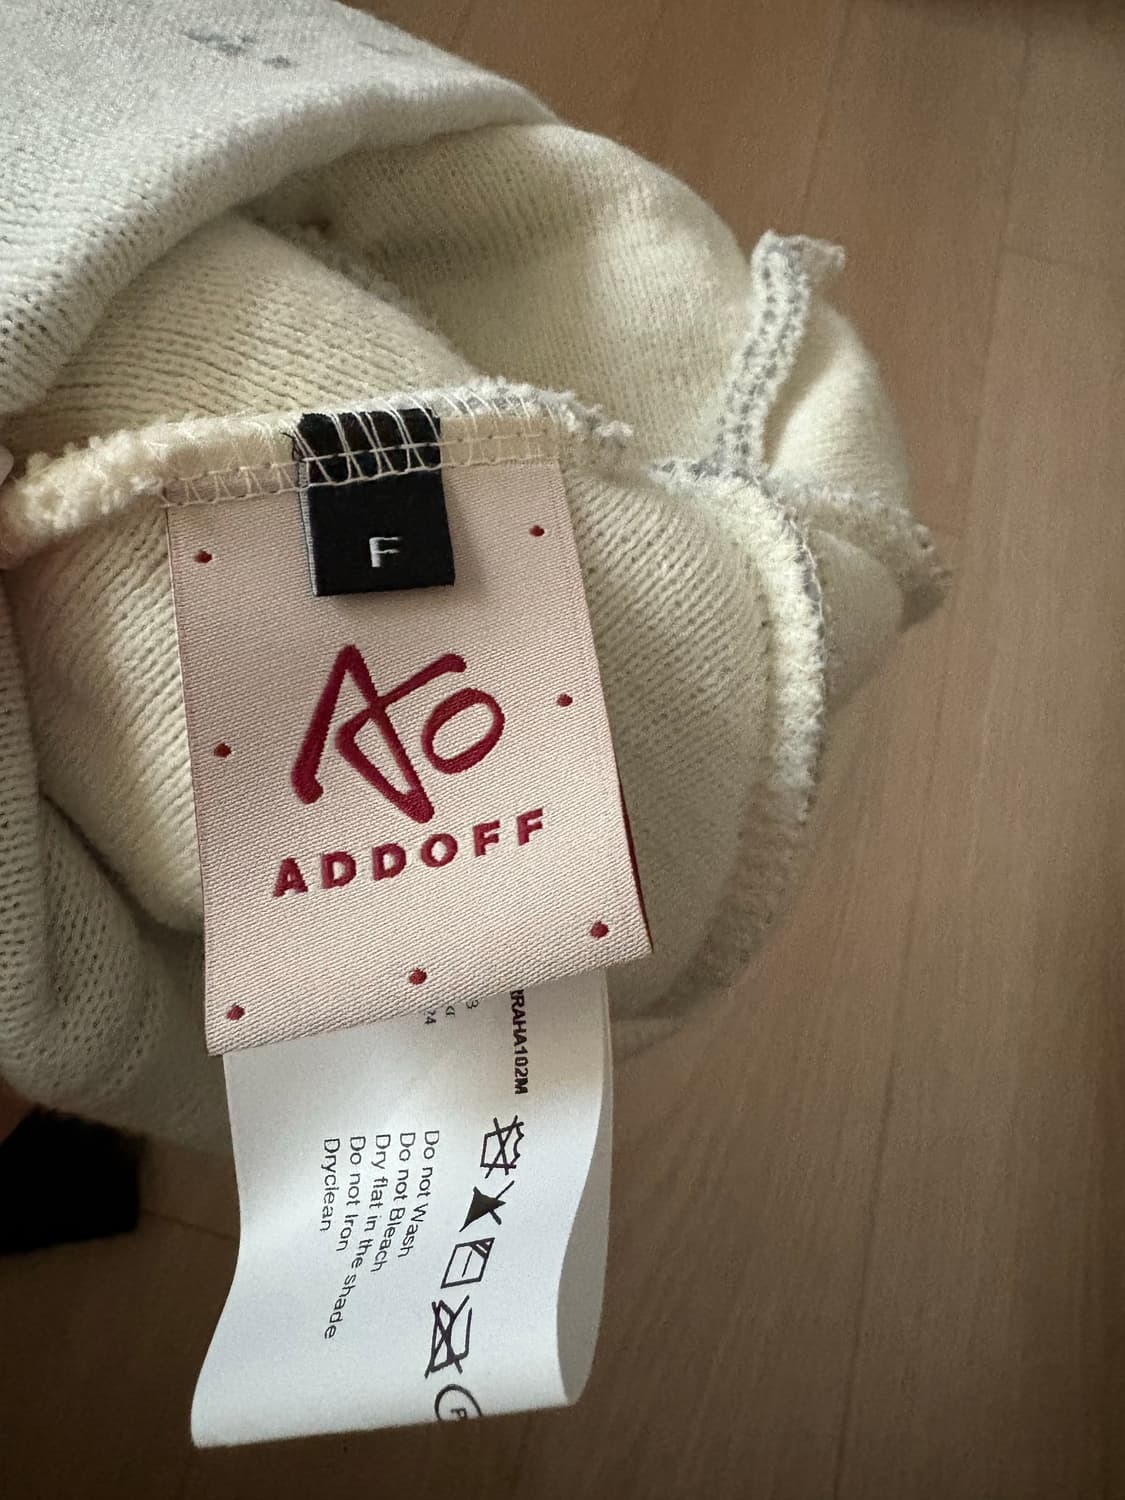 F
AO
ADDOFF
RAHA102M
Do not Wash
Do not Bleach
Dry flat in the shade
Do not Iron
Dryclean
P